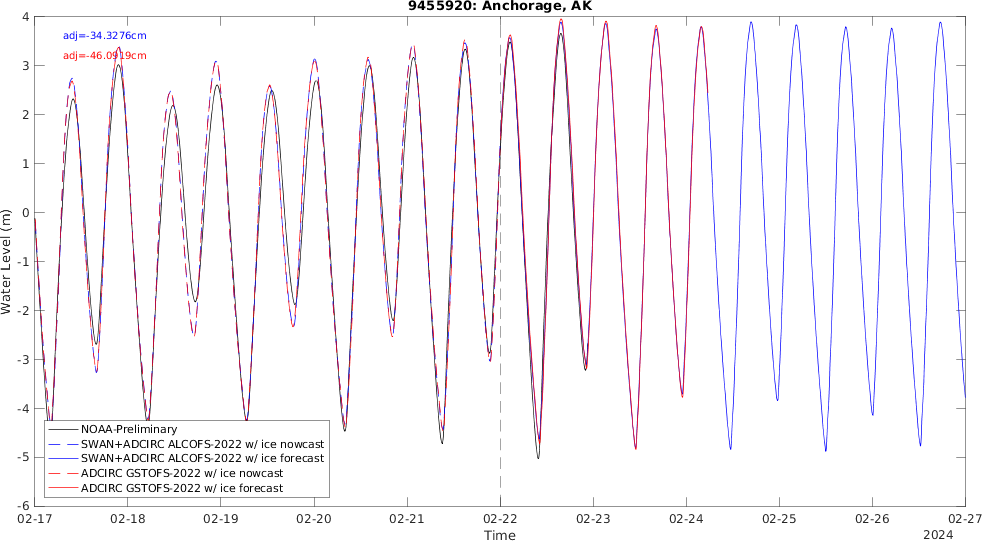 9455920: Anchorage, AK
adj=-34.3276cm
adj=-46.0919cm
4
3
2
1
0
-1
-2
-3
-4
-5
-6
Water Level (m)
NOAA-Preliminary
SWAN+ADCIRC ALCOFS-2022 w/ ice nowcast
SWAN+ADCIRC ALCOFS-2022 w/ ice forecast
ADCIRC GSTOFS-2022 w/ ice nowcast
ADCIRC GSTOFS-2022 w/ ice forecast
02-17 02-18 02-19 02-20 02-21 02-22 02-23 02-24 02-25 02-26 02-27
Time
2024